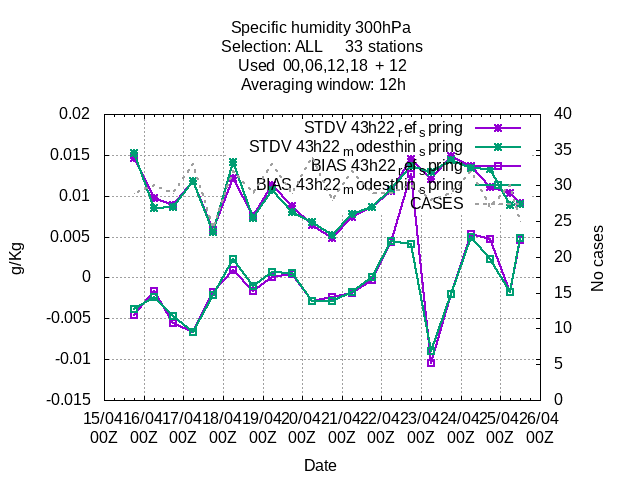 Specific humidity 300hPa
Selection: ALL 33 stations
Used 00,06,12,18 + 12
Averaging window: 12h
0.02
0.015
0.01
0.005
0
-0.005
-0.01
-0.015
g/Kg
40
35
30
25
20
15
10
5
0
No cases
STDV 43h22_ref_spring
STDV 43h22_modesthin_spring
BIAS 43h22_ref_spring
BIAS 43h22_modesthin_spring
CASES
15/04 16/04 17/04 18/04 19/04 20/04 21/04 22/04 23/04 24/04 25/04 26/04
00Z 00Z 00Z 00Z 00Z 00Z 00Z 00Z 00Z 00Z 00Z 00Z
Date